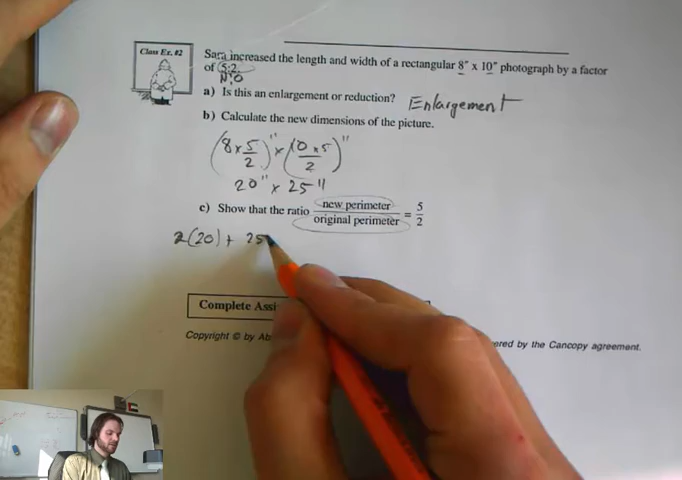 Class Ex. #2
Sara increased the length and width of a rectangular 8" x 10" photograph by a factor
of 5:2.
N:O
a) Is this an enlargement or reduction? Enlargement
b) Calculate the new dimensions of the picture.
(8 x 5/2)" x (10 x 5/2)"
20" x 25"
c) Show that the ratio new perimeter/original perimeter = 5/2
2(20) + 25
Complete Assi
Copyright © by Ab ered by the Cancopy agreement.